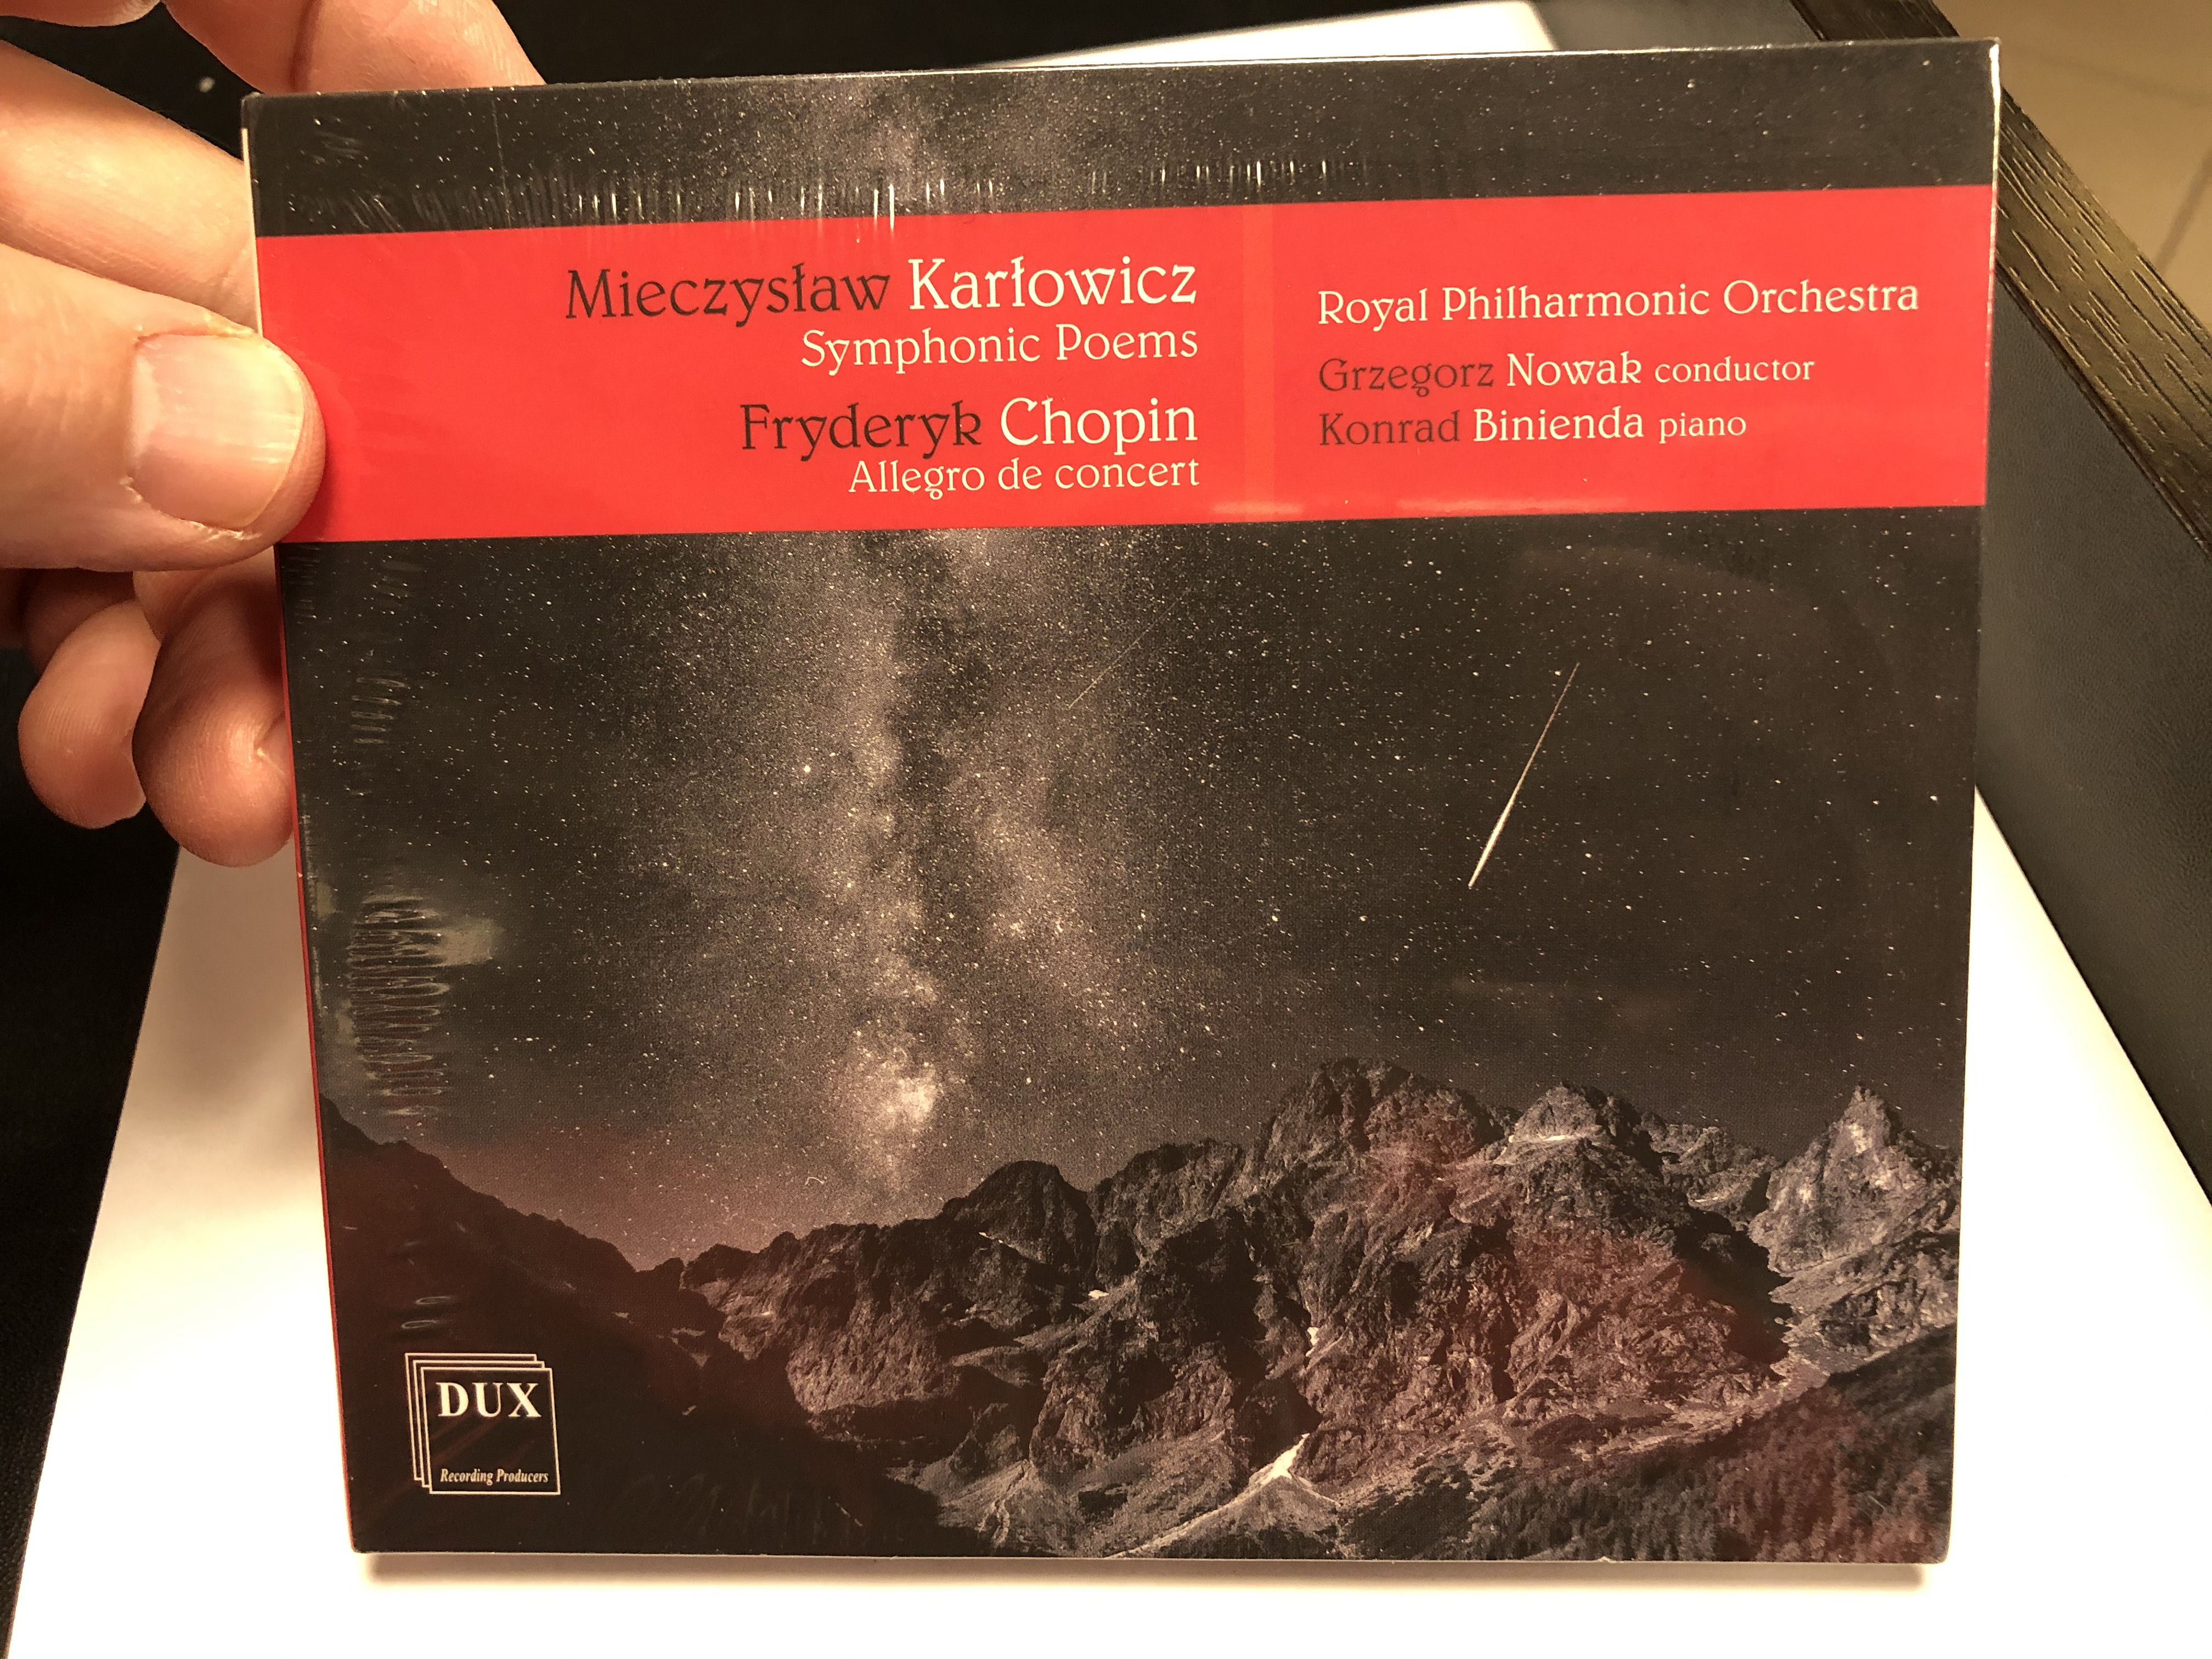 Mieczysław Karłowicz
Symphonic Poems
Fryderyk Chopin
Allegro de concert
Royal Philharmonic Orchestra
Grzegorz Nowak conductor
Konrad Binienda piano
DUX
Recording Producers